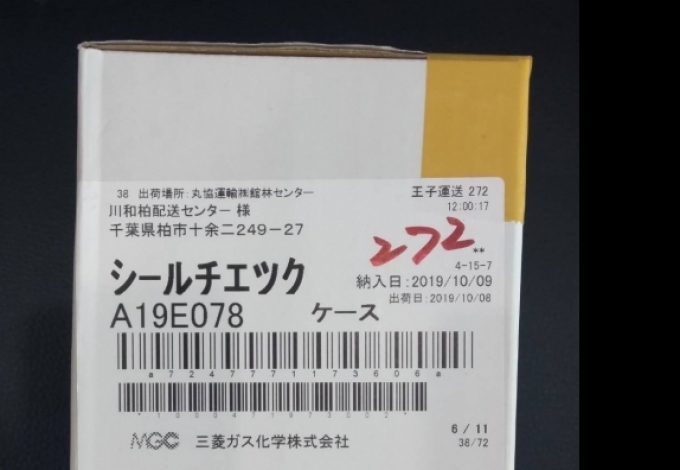 38 出荷場所:丸協運輸㈱館林センター
王子運送 272
12:00:17
川和柏配送センター 様
千葉県柏市十余二249-27
272
**
4-15-7
シールチエツク
納入日:2019/10/09
出荷日:2019/10/08
A19E078 ケース
a724777117360​6a
MGC 三菱ガス化学株式会社
6 / 11
38/72